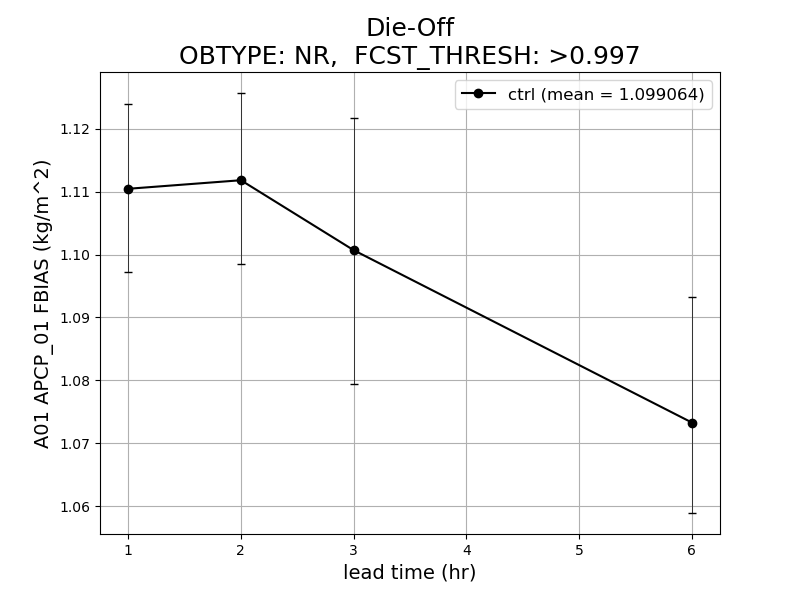 Die-Off
OBTYPE: NR,  FCST_THRESH: >0.997
ctrl (mean = 1.099064)
A01 APCP_01 FBIAS (kg/m^2)
1.12
1.11
1.10
1.09
1.08
1.07
1.06
1 2 3 4 5 6
lead time (hr)